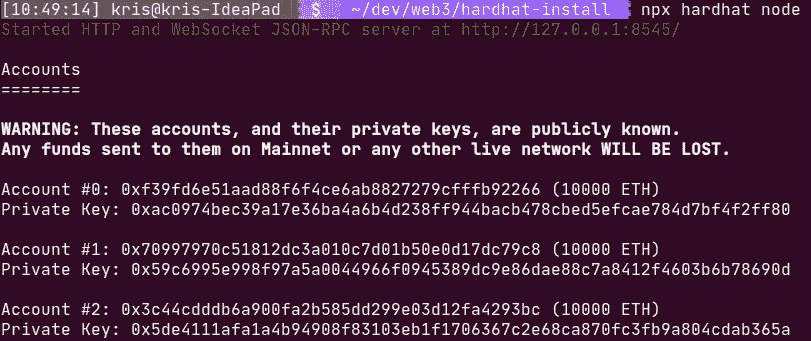 [10:49:14] kris@kris-IdeaPad $ ~/dev/web3/hardhat-install npx hardhat node
Started HTTP and WebSocket JSON-RPC server at http://127.0.0.1:8545/
Accounts
========
WARNING: These accounts, and their private keys, are publicly known.
Any funds sent to them on Mainnet or any other live network WILL BE LOST.
Account #0: 0xf39fd6e51aad88f6f4ce6ab8827279cfffb92266 (10000 ETH)
Private Key: 0xac0974bec39a17e36ba4a6b4d238ff944bacb478cbed5efcae784d7bf4f2ff80
Account #1: 0x70997970c51812dc3a010c7d01b50e0d17dc79c8 (10000 ETH)
Private Key: 0x59c6995e998f97a5a0044966f0945389dc9e86dae88c7a8412f4603b6b78690d
Account #2: 0x3c44cdddb6a900fa2b585dd299e03d12fa4293bc (10000 ETH)
Private Key: 0x5de4111afa1a4b94908f83103eb1f1706367c2e68ca870fc3fb9a804cdab365a